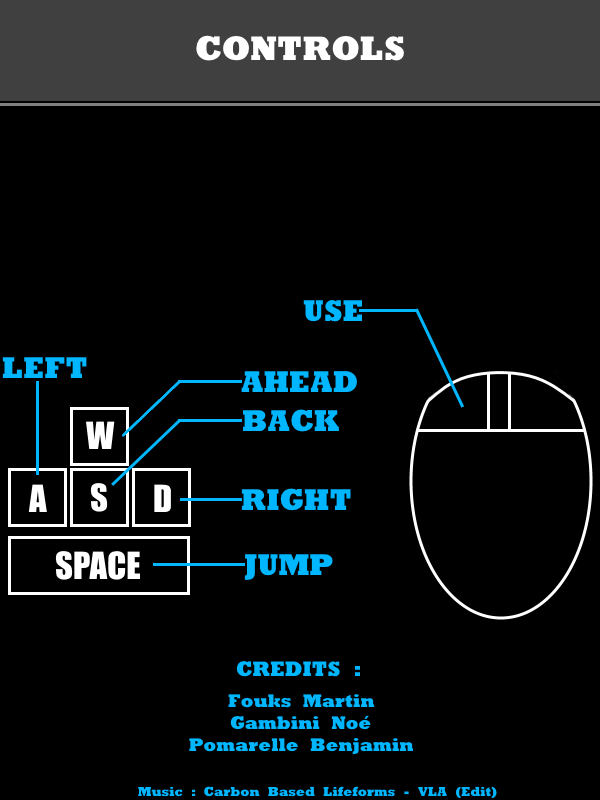 CONTROLS
USE
LEFT
AHEAD
W
BACK
A S D
RIGHT
SPACE
JUMP
CREDITS :
Fouks Martin
Gambini Noé
Pomarelle Benjamin
Music : Carbon Based Lifeforms - VLA (Edit)